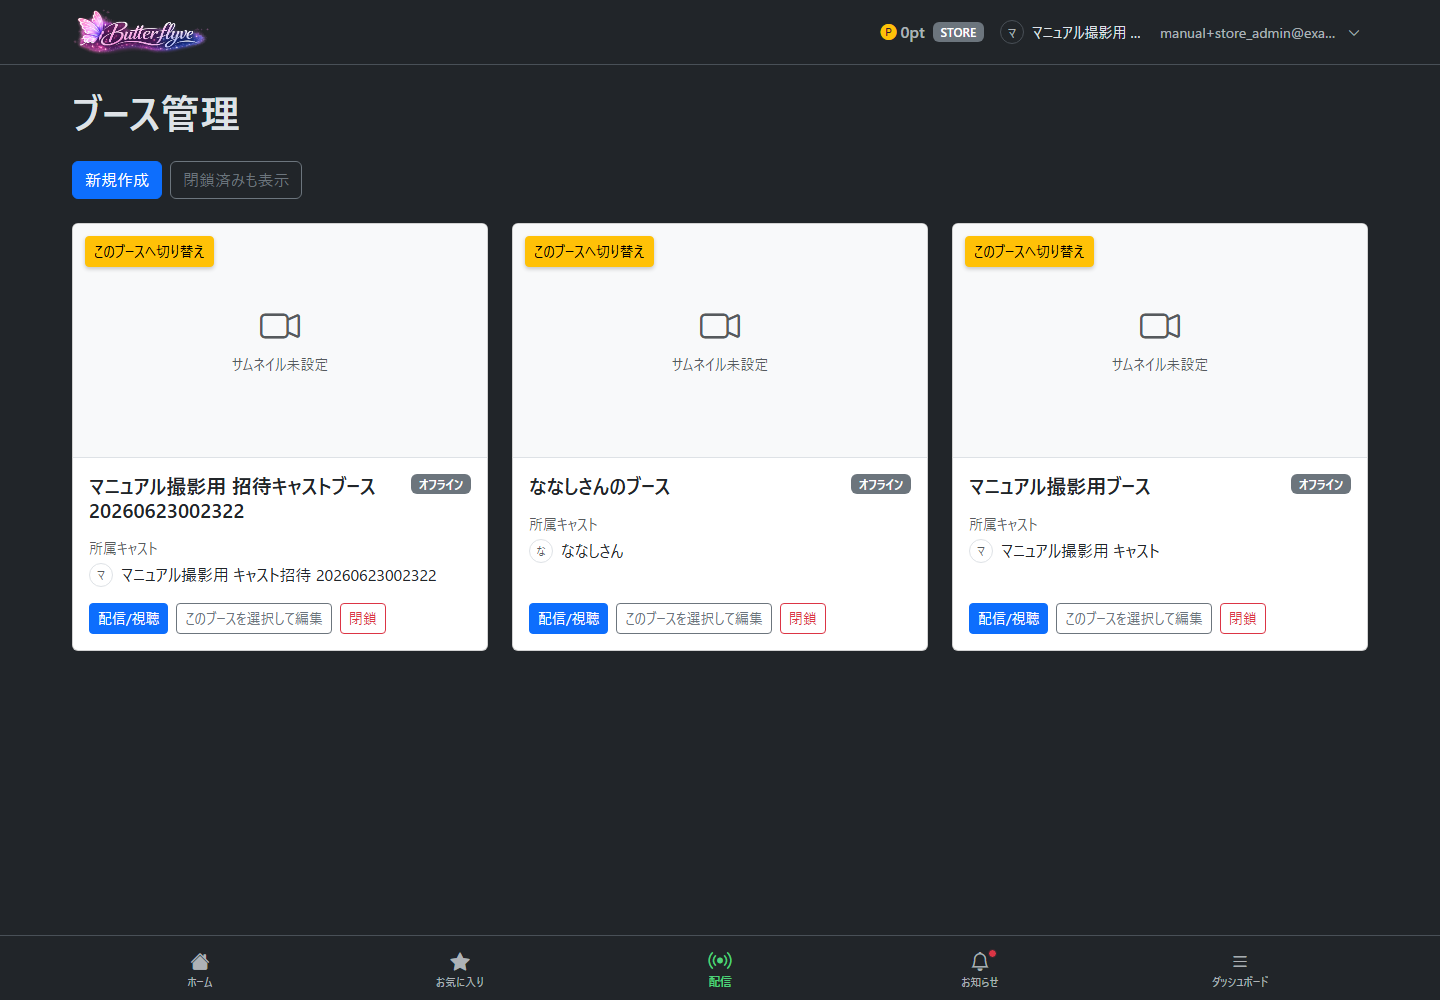 Butterflyve
P 0pt STORE マ マニュアル撮影用 ... manual+store_admin@exa...
ブース管理
新規作成 閉鎖済みも表示
このブースへ切り替え
サムネイル未設定
マニュアル撮影用 招待キャストブース 20260623002322
オフライン
所属キャスト
マ マニュアル撮影用 キャスト招待 20260623002322
配信/視聴 このブースを選択して編集 閉鎖
このブースへ切り替え
サムネイル未設定
ななしさんのブース オフライン
所属キャスト
な ななしさん
配信/視聴 このブースを選択して編集 閉鎖
このブースへ切り替え
サムネイル未設定
マニュアル撮影用ブース オフライン
所属キャスト
マ マニュアル撮影用 キャスト
配信/視聴 このブースを選択して編集 閉鎖
ホーム お気に入り 配信 お知らせ ダッシュボード